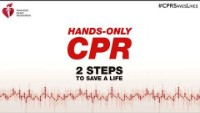 #CPRSAVESLIVES
HANDS-ONLY
CPR
2 STEPS
TO SAVE A LIFE